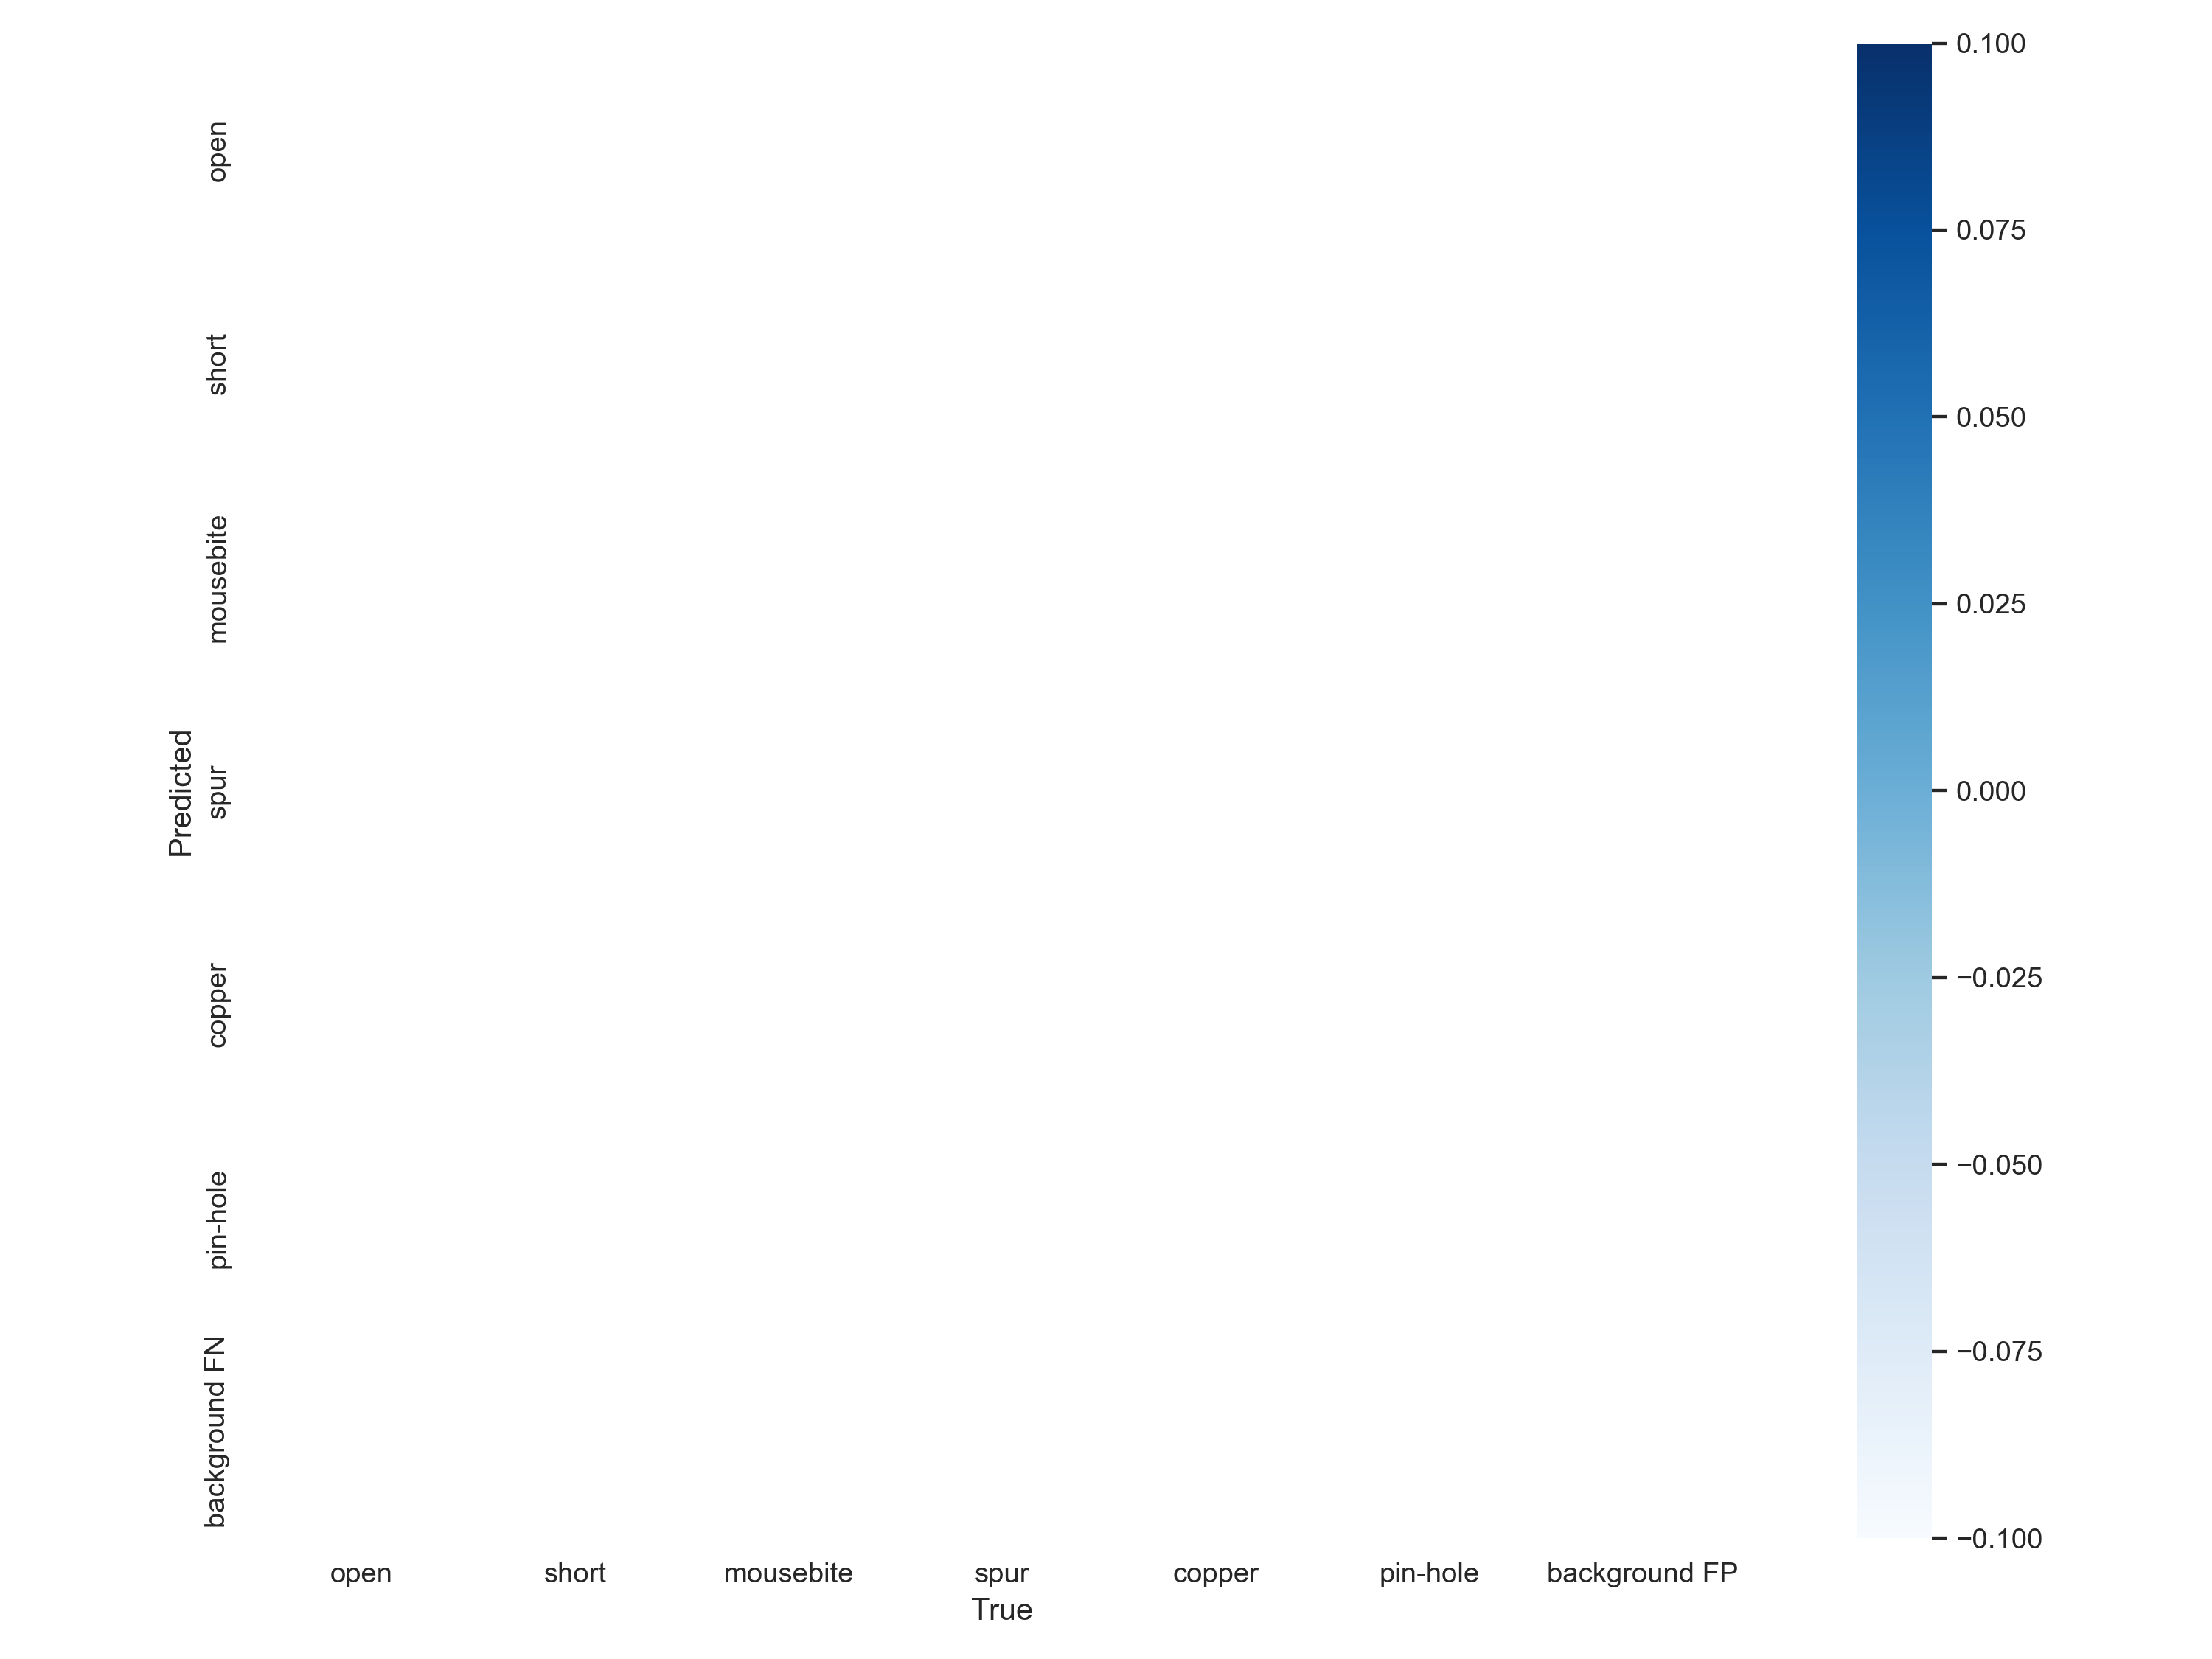 Predicted
open
short
mousebite
spur
copper
pin-hole
background FN
open short mousebite spur copper pin-hole background FP
True
0.100
0.075
0.050
0.025
0.000
−0.025
−0.050
−0.075
−0.100